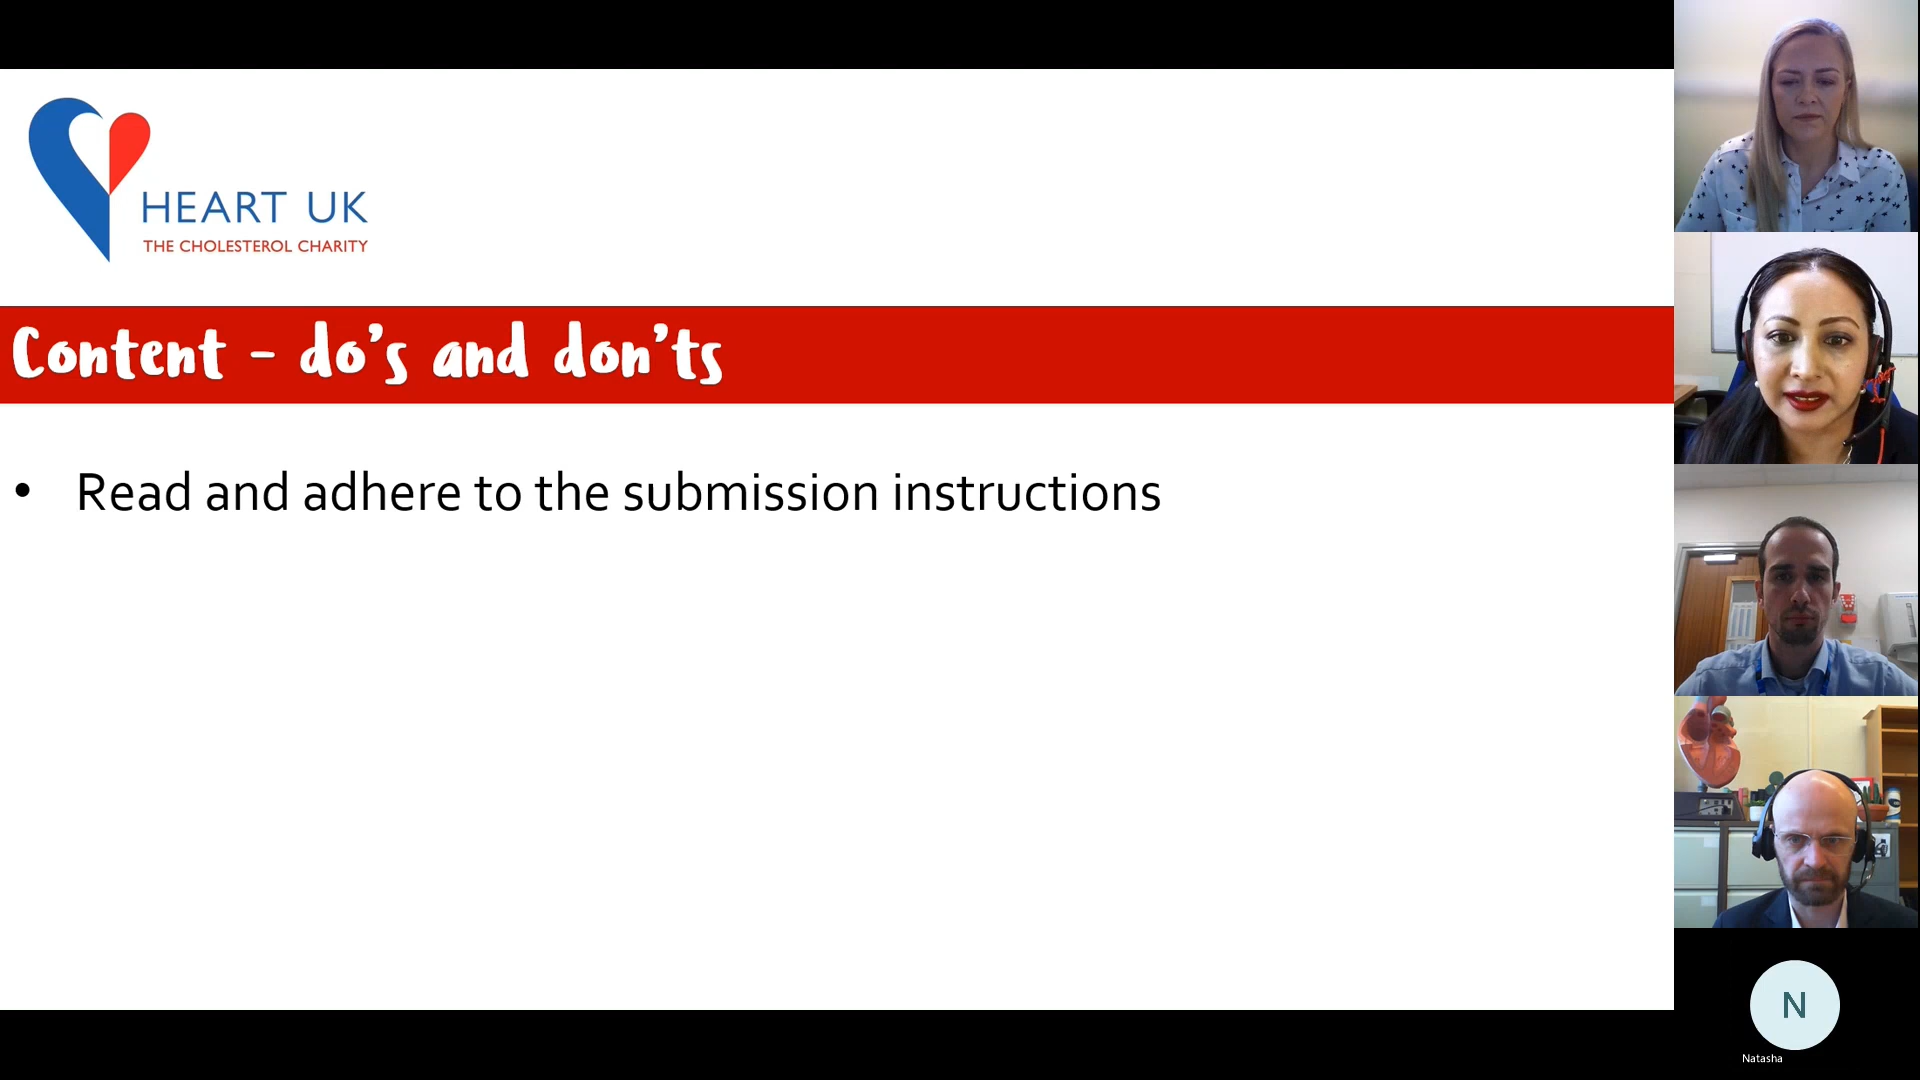 HEART UK
THE CHOLESTEROL CHARITY
Content - do's and don'ts
• Read and adhere to the submission instructions
N
Natasha